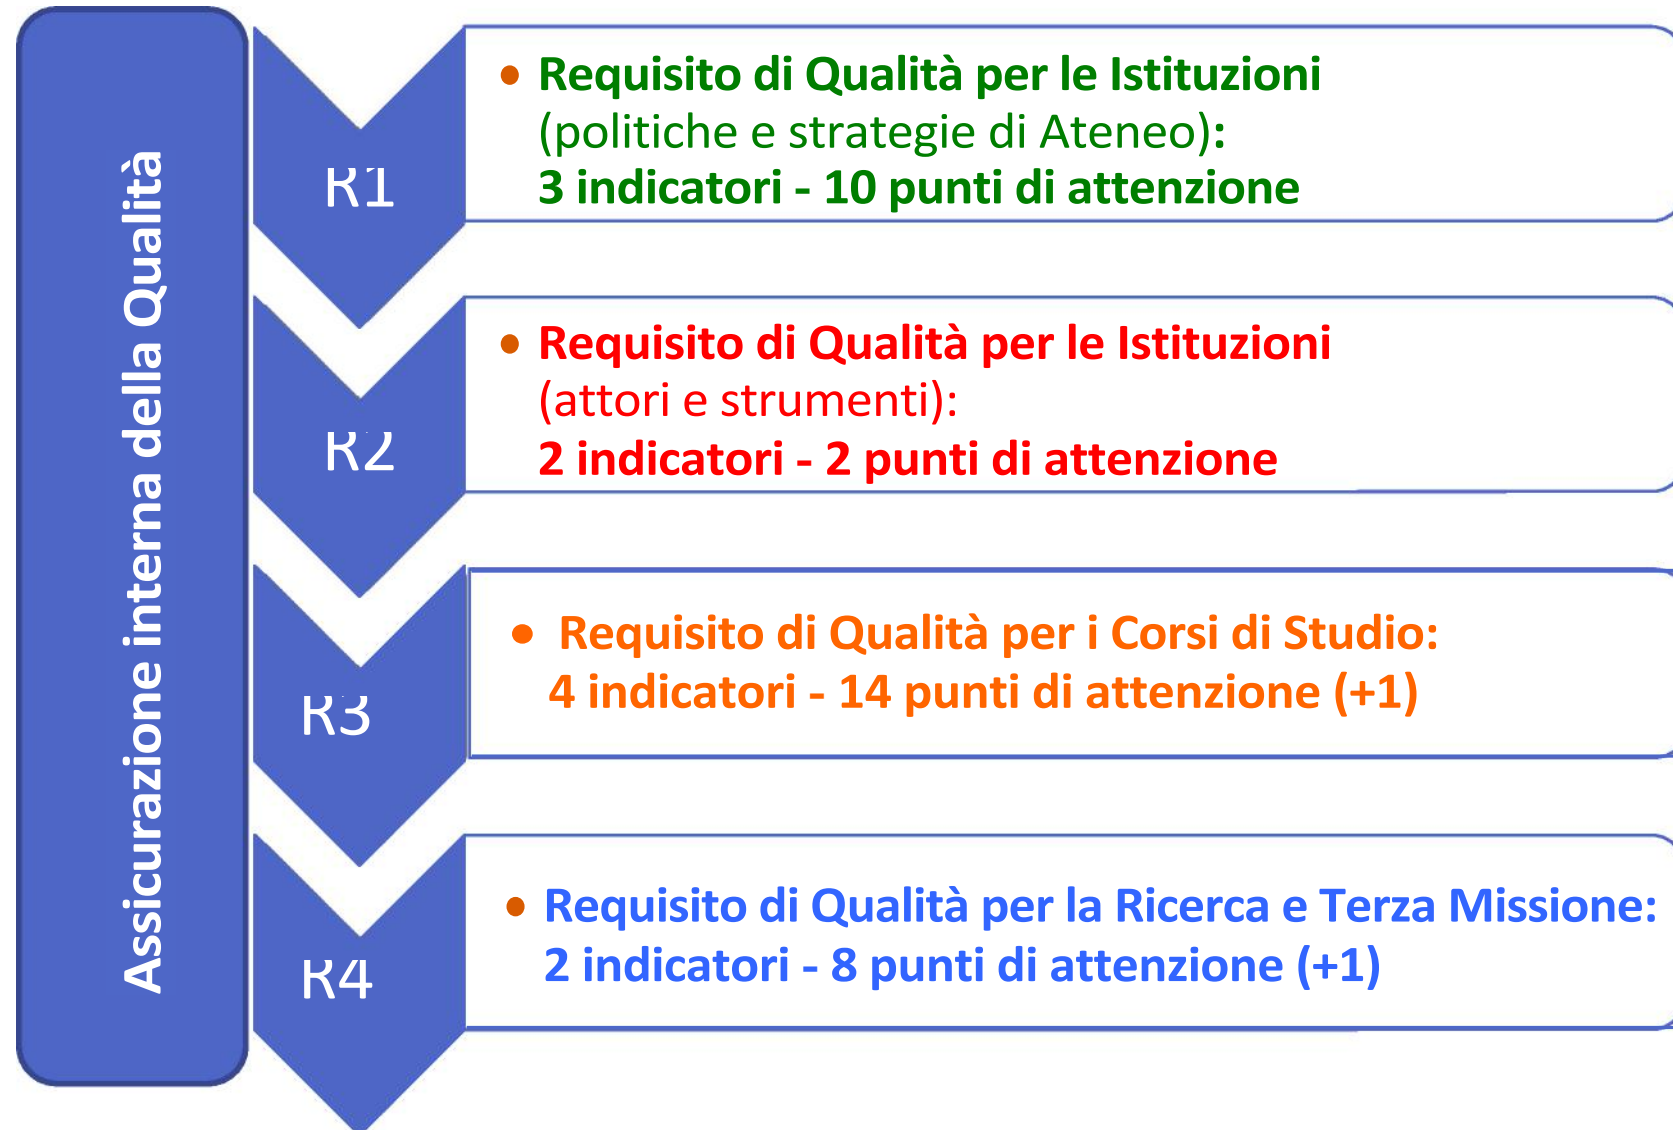 Assicurazione interna della Qualità
R1
• Requisito di Qualità per le Istituzioni
(politiche e strategie di Ateneo):
3 indicatori - 10 punti di attenzione
R2
• Requisito di Qualità per le Istituzioni
(attori e strumenti):
2 indicatori - 2 punti di attenzione
R3
• Requisito di Qualità per i Corsi di Studio:
4 indicatori - 14 punti di attenzione (+1)
R4
• Requisito di Qualità per la Ricerca e Terza Missione:
2 indicatori - 8 punti di attenzione (+1)